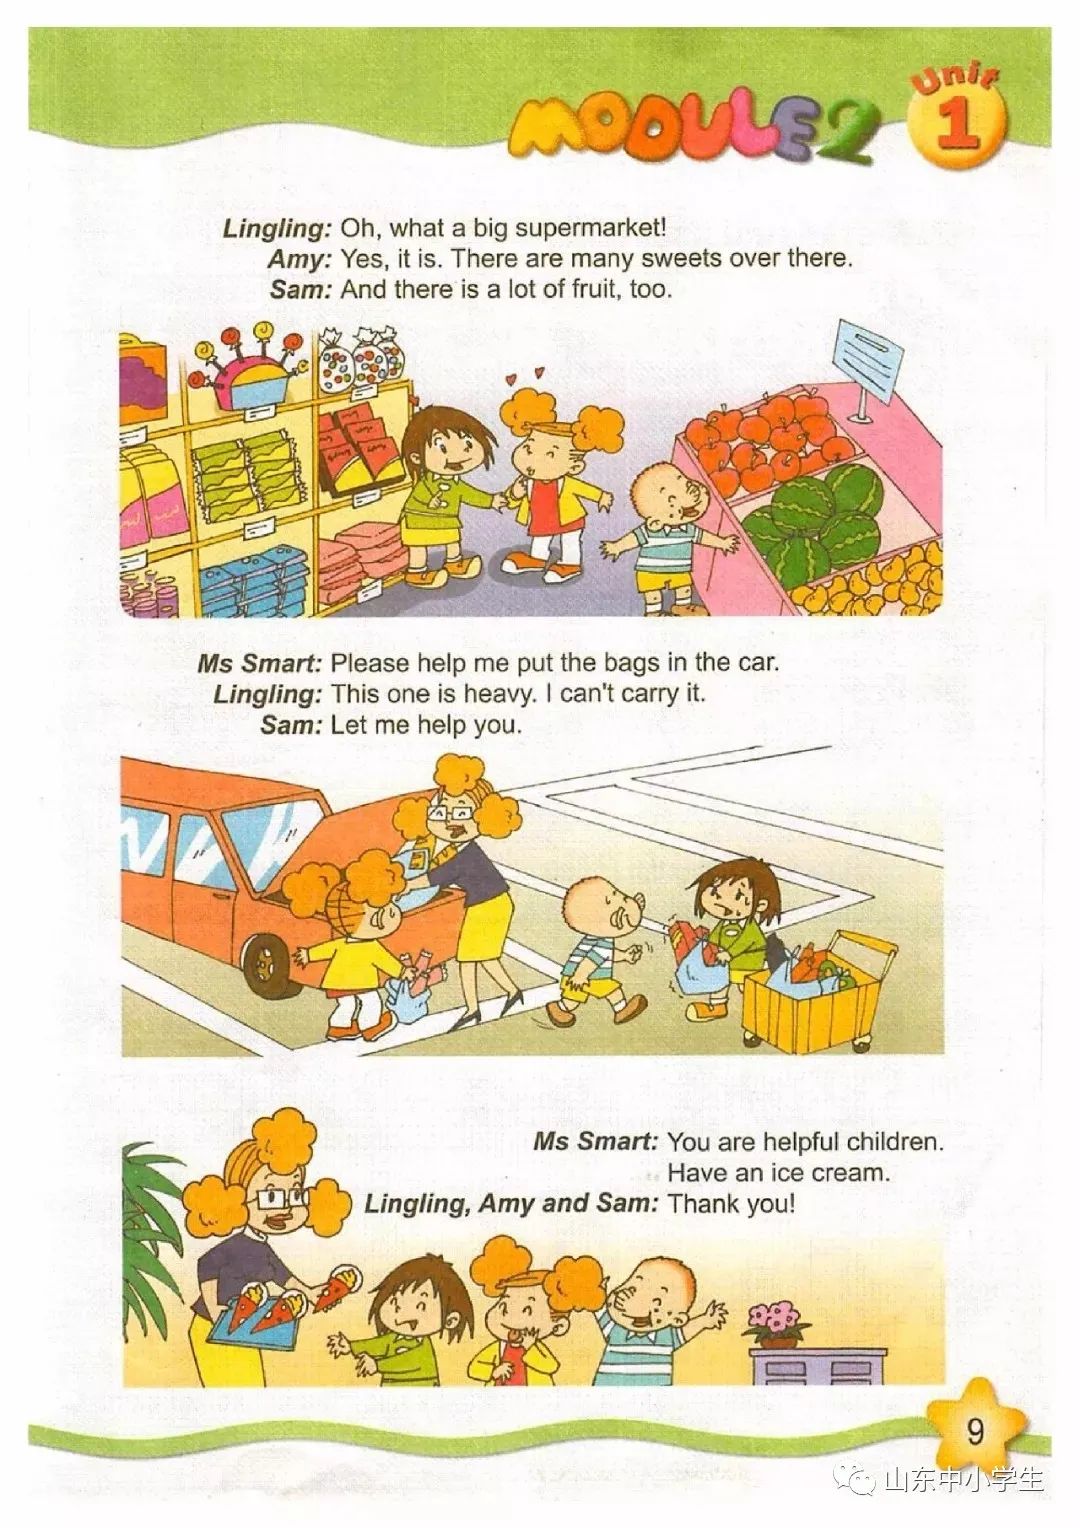 MODULE 2 Unit 1
Lingling: Oh, what a big supermarket!
Amy: Yes, it is. There are many sweets over there.
Sam: And there is a lot of fruit, too.
Ms Smart: Please help me put the bags in the car.
Lingling: This one is heavy. I can't carry it.
Sam: Let me help you.
Ms Smart: You are helpful children.
Have an ice cream.
Lingling, Amy and Sam: Thank you!
9
山东中小学生